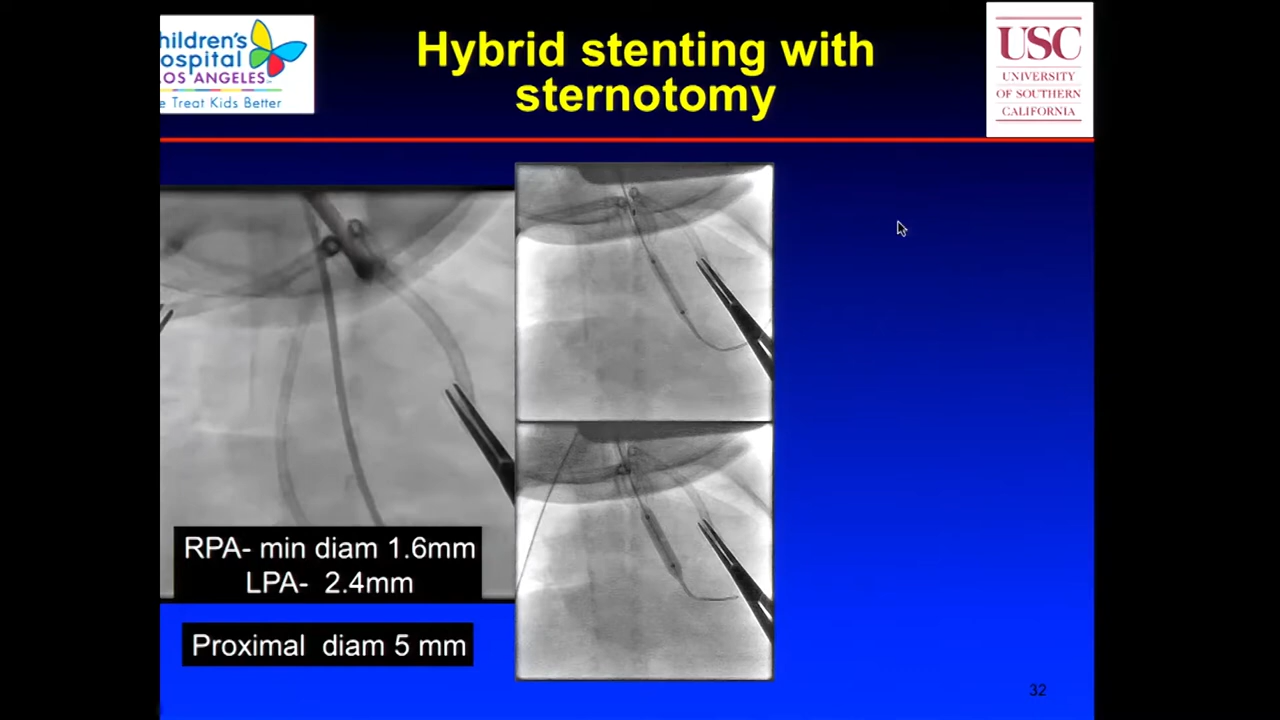 hildren's
ospital
OS ANGELES
e Treat Kids Better
Hybrid stenting with
sternotomy
USC
UNIVERSITY
OF SOUTHERN
CALIFORNIA
RPA- min diam 1.6mm
LPA- 2.4mm
Proximal diam 5 mm
32